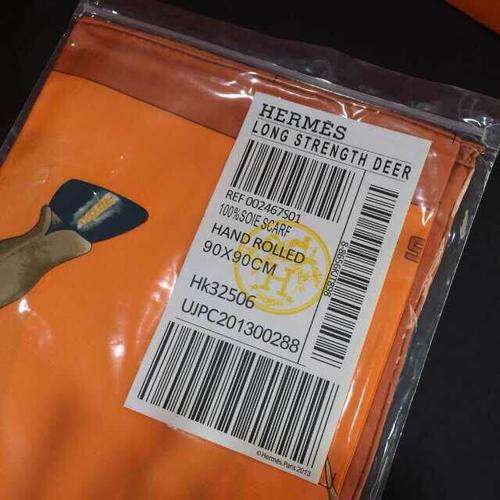 HERMÈS
LONG STRENGTH DEER
REF 002467S01
100%SOIE SCARF
HAND ROLLED
90X90CM
Hk32506
UJPC201300288
©Hermès,Paris 2013